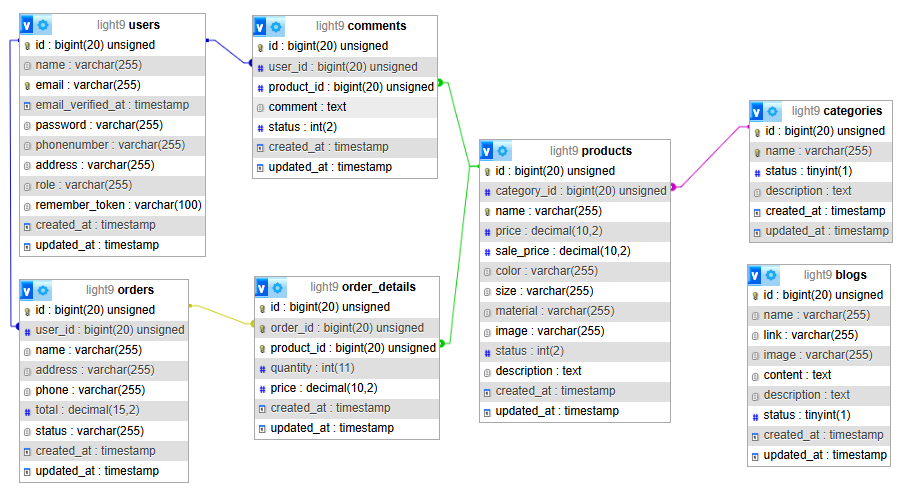 light9 users
id : bigint(20) unsigned
name : varchar(255)
email : varchar(255)
email_verified_at : timestamp
password : varchar(255)
phonenumber : varchar(255)
address : varchar(255)
role : varchar(255)
remember_token : varchar(100)
created_at : timestamp
updated_at : timestamp
light9 comments
id : bigint(20) unsigned
user_id : bigint(20) unsigned
product_id : bigint(20) unsigned
comment : text
status : int(2)
created_at : timestamp
updated_at : timestamp
light9 products
id : bigint(20) unsigned
category_id : bigint(20) unsigned
name : varchar(255)
price : decimal(10,2)
sale_price : decimal(10,2)
color : varchar(255)
size : varchar(255)
material : varchar(255)
image : varchar(255)
status : int(2)
description : text
created_at : timestamp
updated_at : timestamp
light9 categories
id : bigint(20) unsigned
name : varchar(255)
status : tinyint(1)
description : text
created_at : timestamp
updated_at : timestamp
light9 orders
id : bigint(20) unsigned
user_id : bigint(20) unsigned
name : varchar(255)
address : varchar(255)
phone : varchar(255)
total : decimal(15,2)
status : varchar(255)
created_at : timestamp
updated_at : timestamp
light9 order_details
id : bigint(20) unsigned
order_id : bigint(20) unsigned
product_id : bigint(20) unsigned
quantity : int(11)
price : decimal(10,2)
created_at : timestamp
updated_at : timestamp
light9 blogs
id : bigint(20) unsigned
name : varchar(255)
link : varchar(255)
image : varchar(255)
content : text
description : text
status : tinyint(1)
created_at : timestamp
updated_at : timestamp